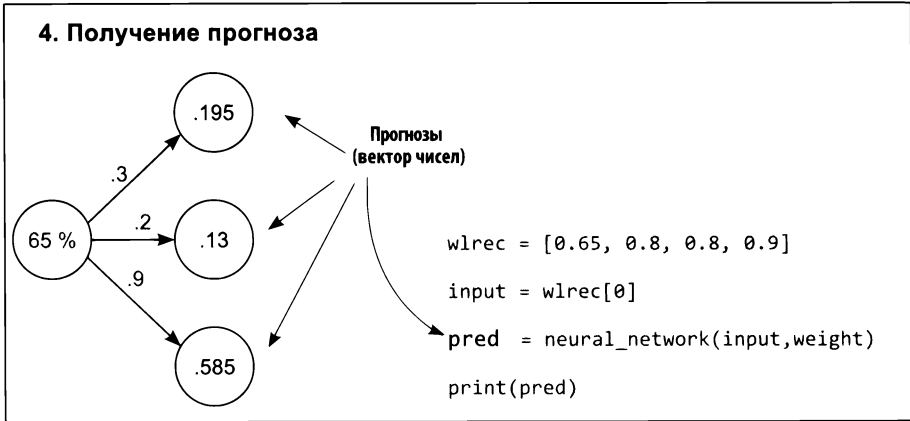 4. Получение прогноза
.195
Прогнозы
(вектор чисел)
.3
65 %
.2
.13
.9
.585
wlrec = [0.65, 0.8, 0.8, 0.9]
input = wlrec[0]
pred = neural_network(input,weight)
print(pred)